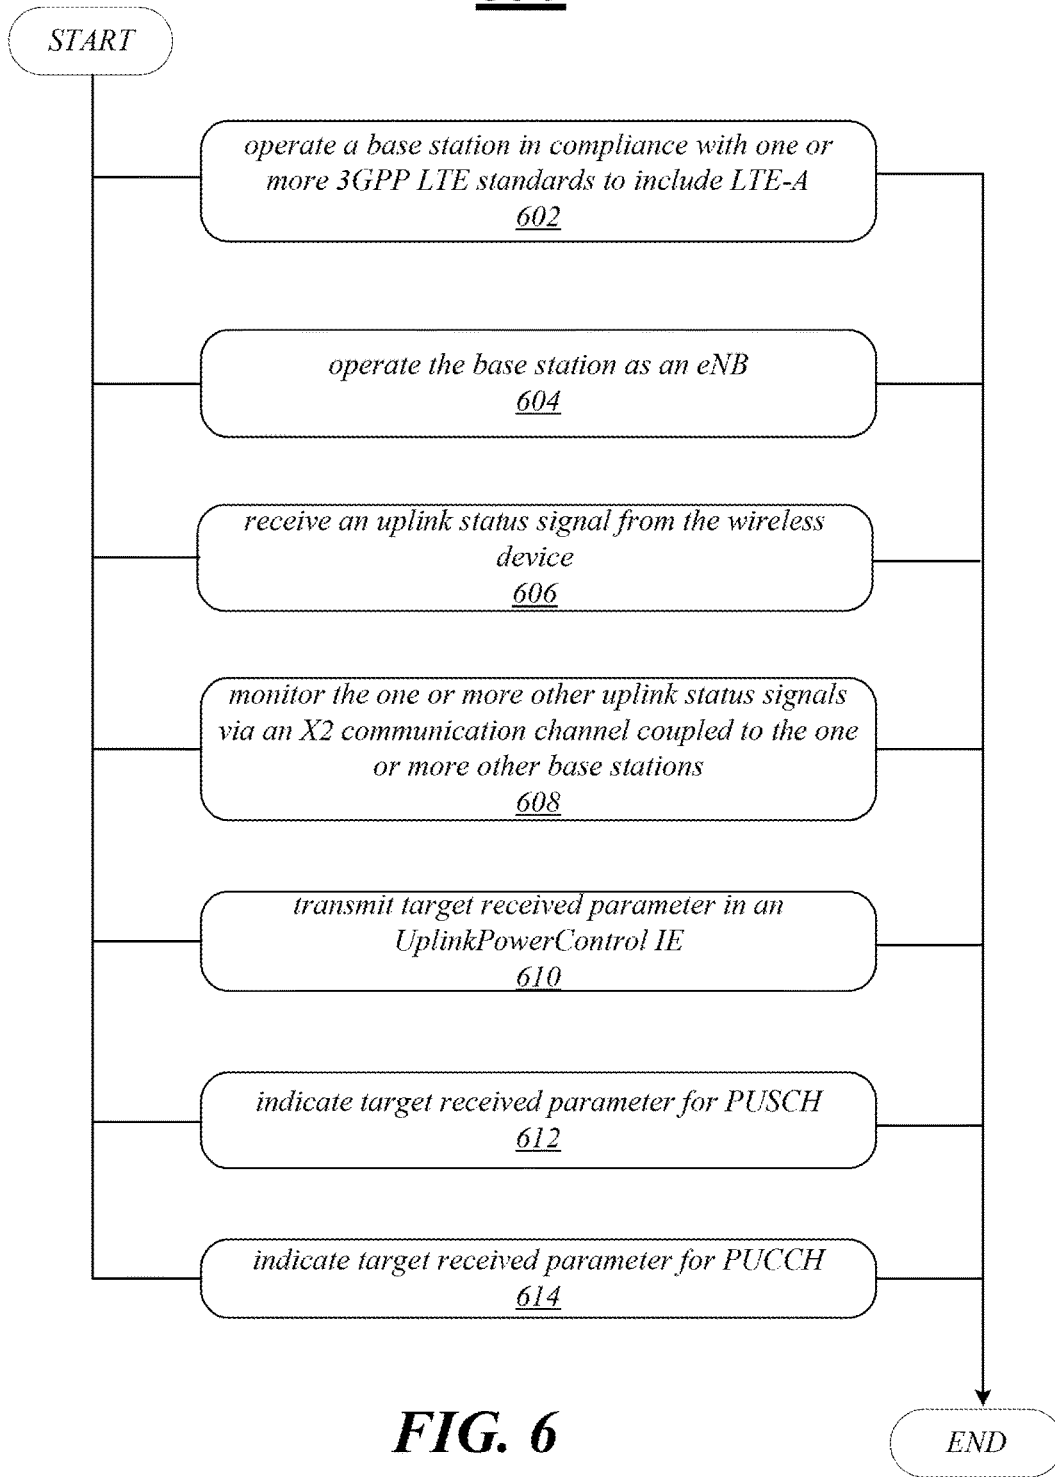 START
operate a base station in compliance with one or
more 3GPP LTE standards to include LTE-A
602
operate the base station as an eNB
604
receive an uplink status signal from the wireless
device
606
monitor the one or more other uplink status signals
via an X2 communication channel coupled to the one
or more other base stations
608
transmit target received parameter in an
UplinkPowerControl IE
610
indicate target received parameter for PUSCH
612
indicate target received parameter for PUCCH
614
FIG. 6
END